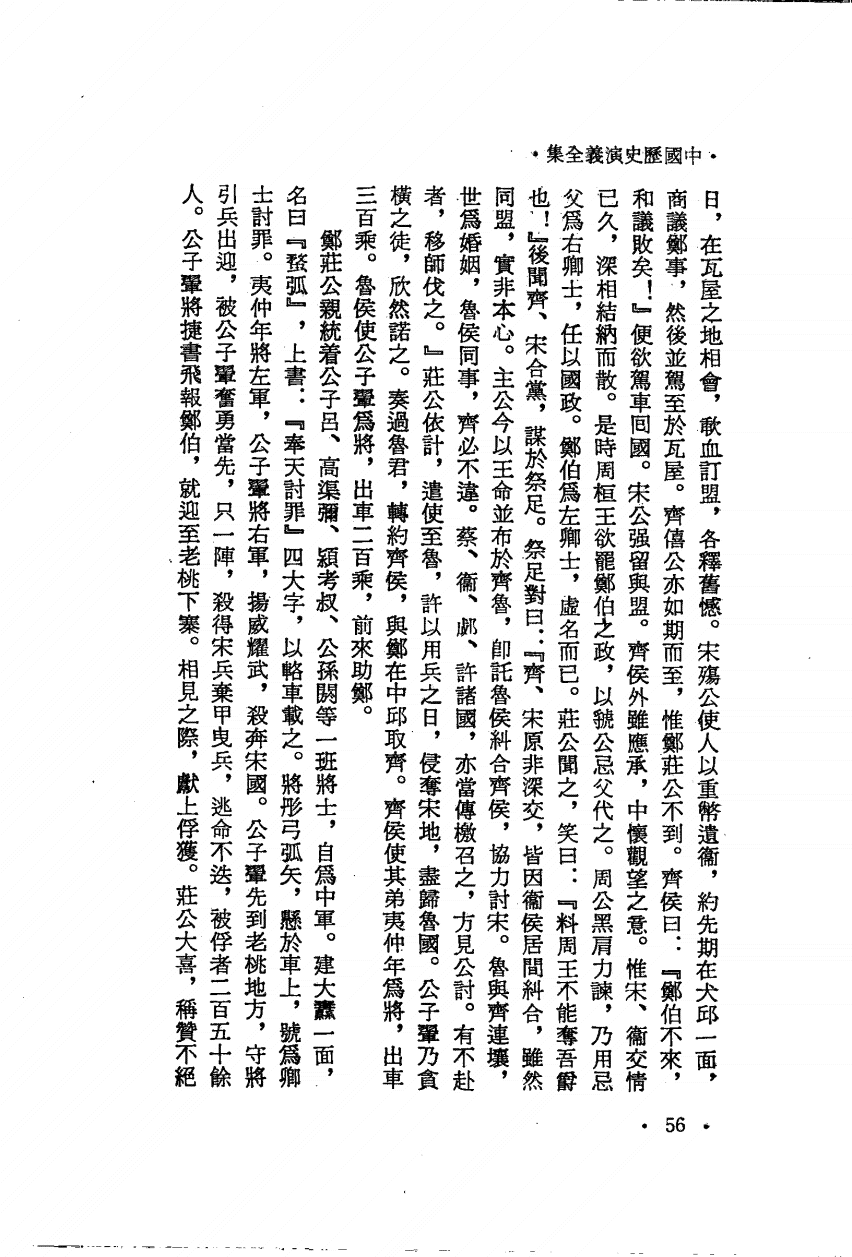 •中國歷史演義全集•
日，在瓦屋之地相會，歃血訂盟，各釋舊憾。宋殤公使人以重幣遺衞，約先期在犬邱一面，
商議鄭事，然後並駕至於瓦屋。齊僖公亦如期而至，惟鄭莊公不到。齊侯曰：『鄭伯不來，
和議敗矣！』便欲駕車囘國。宋公强留與盟。齊侯外雖應承，中懷觀望之意。惟宋、衞交情
已久，深相結納而散。是時周桓王欲罷鄭伯之政，以虢公忌父代之。周公黑肩力諫，乃用忌
父爲右卿士，任以國政。鄭伯爲左卿士，虛名而已。莊公聞之，笑曰：『料周王不能奪吾爵
也！』後聞齊、宋合黨，謀於祭足。祭足對曰：『齊、宋原非深交，皆因衞侯居間糾合，雖然
同盟，實非本心。主公今以王命並布於齊魯，卽託魯侯糾合齊侯，協力討宋。魯與齊連壤，
世爲婚姻，魯侯同事，齊必不違。蔡、衞、郕、許諸國，亦當傳檄召之，方見公討。有不赴
者，移師伐之。』莊公依計，遣使至魯，許以用兵之日，侵奪宋地，盡歸魯國。公子翬乃貪
橫之徒，欣然諾之。奏過魯君，轉約齊侯，與鄭在中邱取齊。齊侯使其弟夷仲年爲將，出車
三百乘。魯侯使公子翬爲將，出車二百乘，前來助鄭。
鄭莊公親統着公子呂、高渠彌、潁考叔、公孫閼等一班將士，自爲中軍。建大纛一面，
名曰『蝥弧』，上書：『奉天討罪』四大字，以輅車載之。將彤弓弧矢，懸於車上，號爲卿
士討罪。夷仲年將左軍，公子翬將右軍，揚威耀武，殺奔宋國。公子翬先到老桃地方，守將
引兵出迎，被公子翬奮勇當先，只一陣，殺得宋兵棄甲曳兵，逃命不迭，被俘者二百五十餘
人。公子翬將捷書飛報鄭伯，就迎至老桃下寨。相見之際，獻上俘獲。莊公大喜，稱贊不絕
• 56 •